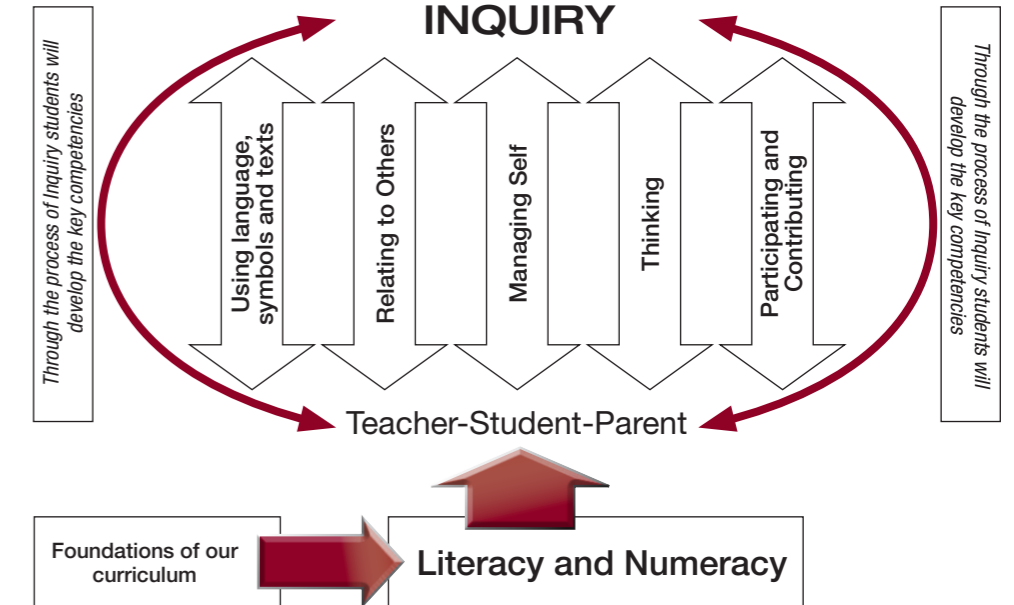 INQUIRY
Through the process of Inquiry students will
develop the key competencies
Using language,
symbols and texts
Relating to Others
Managing Self
Thinking
Participating and
Contributing
Through the process of Inquiry students will
develop the key competencies
Teacher-Student-Parent
Foundations of our
curriculum
Literacy and Numeracy